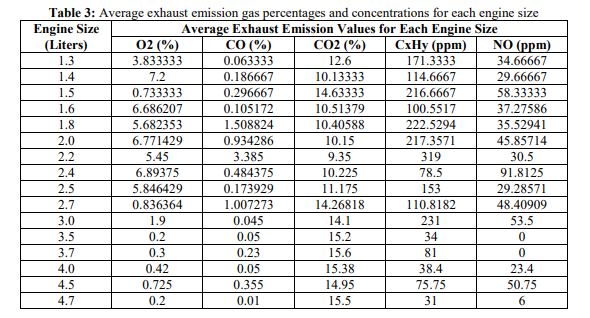 Table 3: Average exhaust emission gas percentages and concentrations for each engine size
Engine Size (Liters) Average Exhaust Emission Values for Each Engine Size
O2 (%) CO (%) CO2 (%) CxHy (ppm) NO (ppm)
1.3 3.833333 0.063333 12.6 171.3333 34.66667
1.4 7.2 0.186667 10.13333 114.6667 29.66667
1.5 0.733333 0.296667 14.63333 216.6667 58.33333
1.6 6.686207 0.105172 10.51379 100.5517 37.27586
1.8 5.682353 1.508824 10.40588 222.5294 35.52941
2.0 6.771429 0.934286 10.15 217.3571 45.85714
2.2 5.45 3.385 9.35 319 30.5
2.4 6.89375 0.484375 10.225 78.5 91.8125
2.5 5.846429 0.173929 11.175 153 29.28571
2.7 0.836364 1.007273 14.26818 110.8182 48.40909
3.0 1.9 0.045 14.1 231 53.5
3.5 0.2 0.05 15.2 34 0
3.7 0.3 0.23 15.6 81 0
4.0 0.42 0.05 15.38 38.4 23.4
4.5 0.725 0.355 14.95 75.75 50.75
4.7 0.2 0.01 15.5 31 6